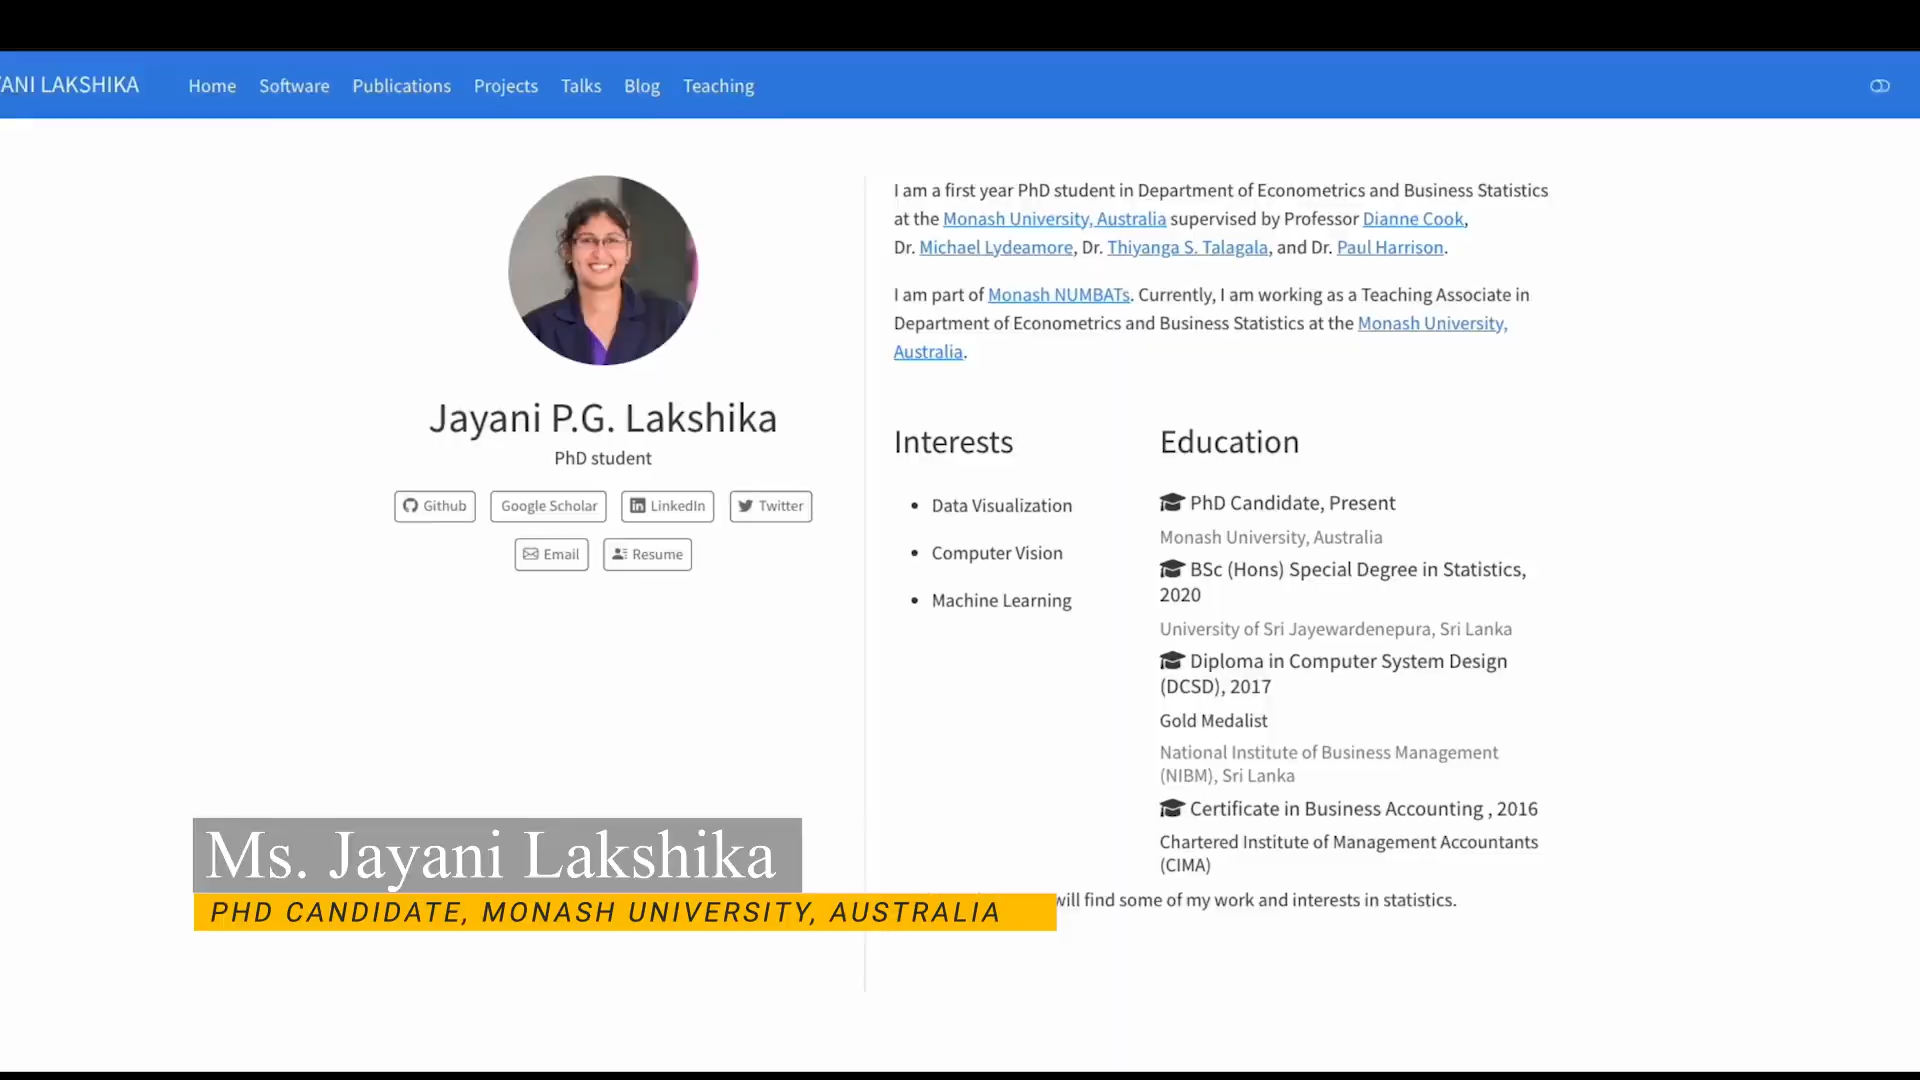 ANI LAKSHIKA
Home Software Publications Projects Talks Blog Teaching
Jayani P.G. Lakshika
PhD student
Github Google Scholar LinkedIn Twitter
Email Resume
I am a first year PhD student in Department of Econometrics and Business Statistics
at the Monash University, Australia supervised by Professor Dianne Cook,
Dr. Michael Lydeamore, Dr. Thiyanga S. Talagala, and Dr. Paul Harrison.
I am part of Monash NUMBATs. Currently, I am working as a Teaching Associate in
Department of Econometrics and Business Statistics at the Monash University,
Australia.
Interests
• Data Visualization
• Computer Vision
• Machine Learning
Education
PhD Candidate, Present
Monash University, Australia
BSc (Hons) Special Degree in Statistics,
2020
University of Sri Jayewardenepura, Sri Lanka
Diploma in Computer System Design
(DCSD), 2017
Gold Medalist
National Institute of Business Management
(NIBM), Sri Lanka
Certificate in Business Accounting , 2016
Chartered Institute of Management Accountants
(CIMA)
will find some of my work and interests in statistics.
Ms. Jayani Lakshika
PHD CANDIDATE, MONASH UNIVERSITY, AUSTRALIA